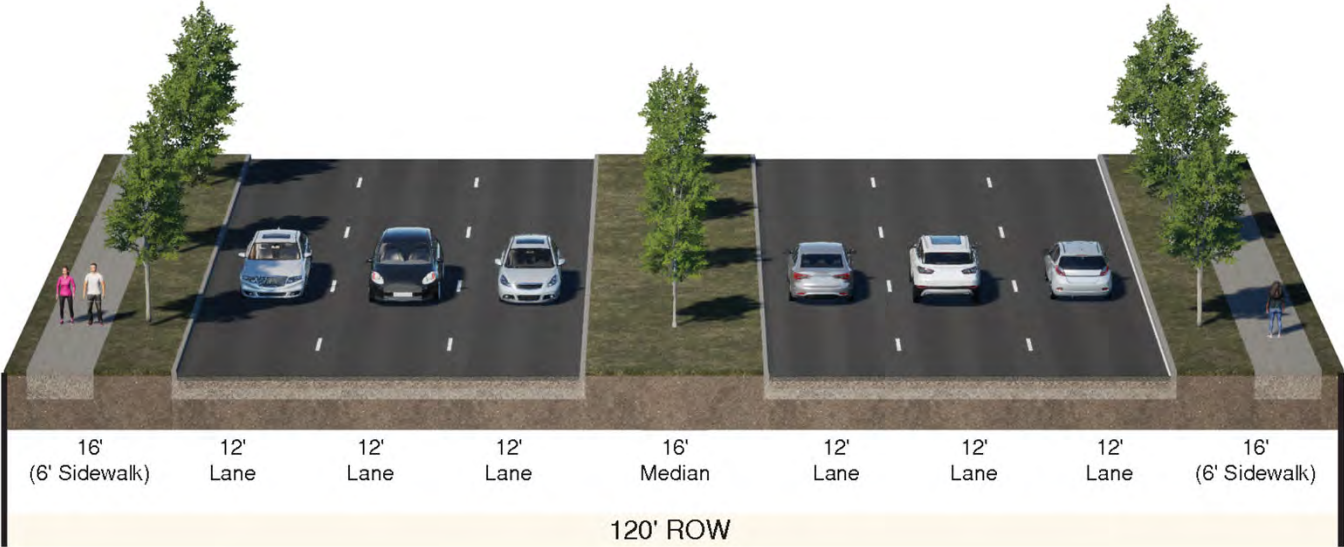 16' 12' 12' 12' 16' 12' 12' 12' 16'
(6' Sidewalk) Lane Lane Lane Median Lane Lane Lane (6' Sidewalk)
120' ROW